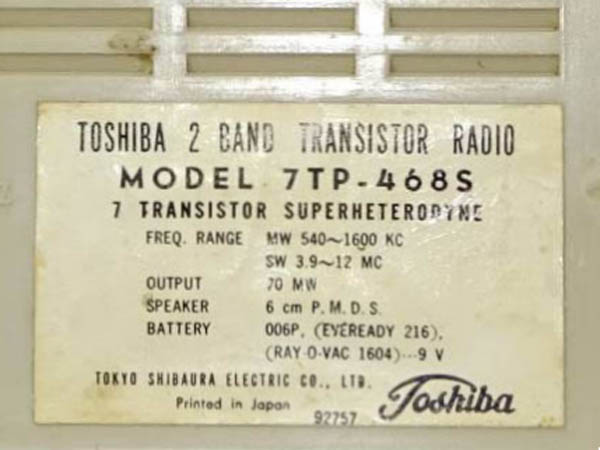 TOSHIBA 2 BAND TRANSISTOR RADIO
MODEL 7TP-468S
7 TRANSISTOR SUPERHETERODYNE
FREQ. RANGE MW 540~1600 KC
SW 3.9~12 MC
OUTPUT 70 MW
SPEAKER 6 cm P.M.D.S.
BATTERY 006P, (EVEREADY 216),
(RAY-O-VAC 1604)···9 V
TOKYO SHIBAURA ELECTRIC CO., LTD.
Printed in Japan 92757 Toshiba